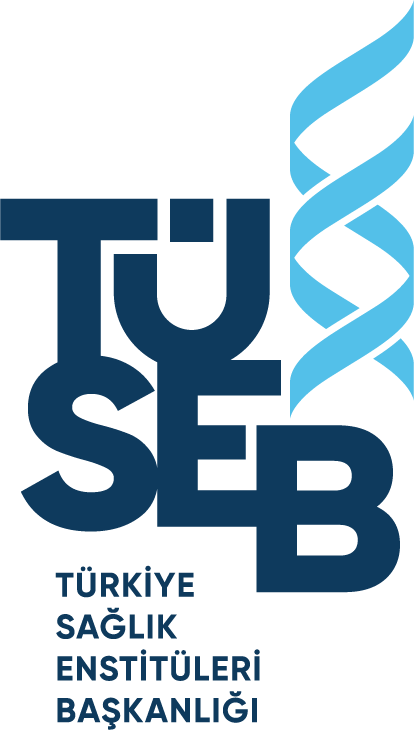 TÜ
SEB
TÜRKİYE
SAĞLIK
ENSTİTÜLERİ
BAŞKANLIĞI